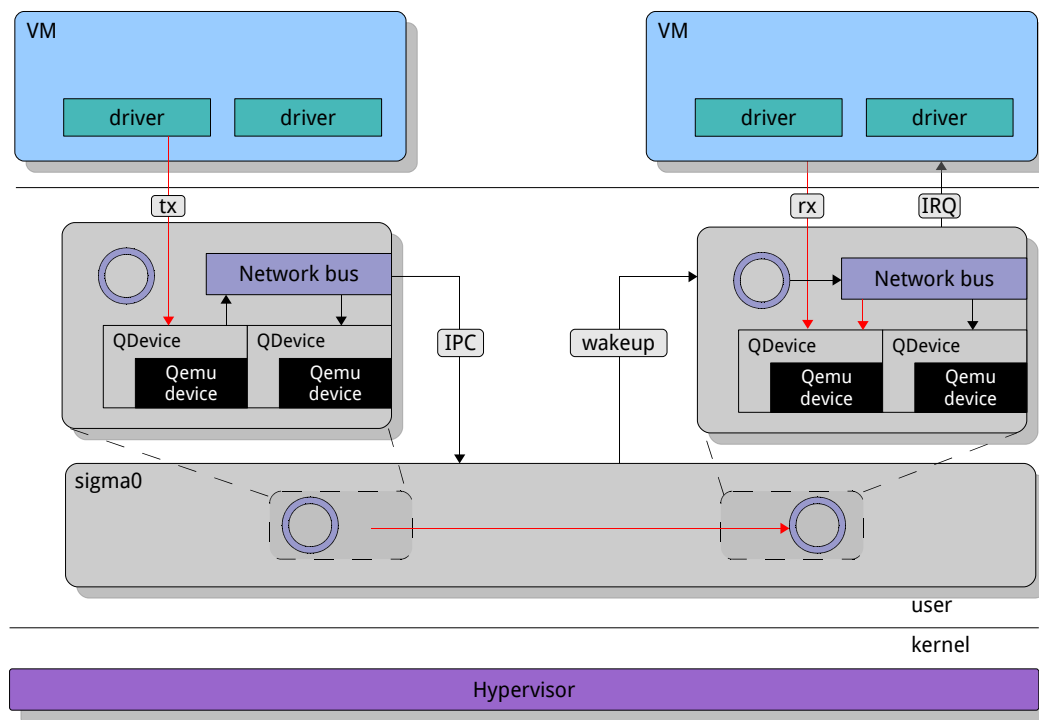 VM
VM
driver
driver
driver
driver
tx
rx
IRQ
Network bus
Network bus
QDevice
QDevice
QDevice
QDevice
IPC
wakeup
Qemu
device
Qemu
device
Qemu
device
Qemu
device
sigma0
user
kernel
Hypervisor